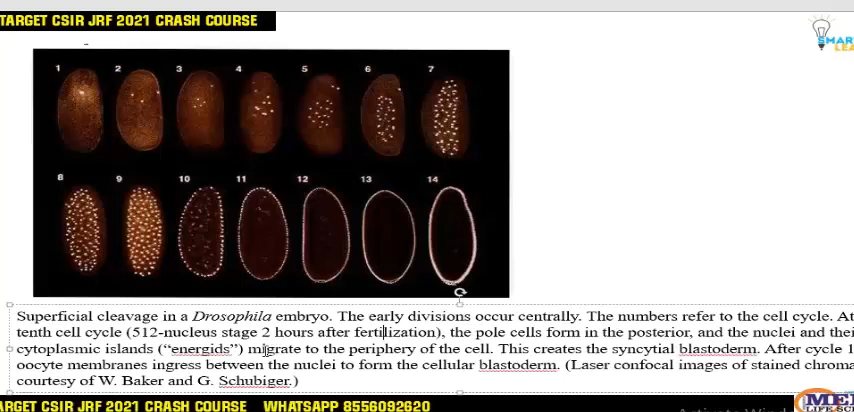 TARGET CSIR JRF 2021 CRASH COURSE
SMAR
LEA
1 2 3 4 5 6 7
8 9 10 11 12 13 14
Superficial cleavage in a Drosophila embryo. The early divisions occur centrally. The numbers refer to the cell cycle. At
tenth cell cycle (512-nucleus stage 2 hours after fertilization), the pole cells form in the posterior, and the nuclei and thei
cytoplasmic islands (“energids”) migrate to the periphery of the cell. This creates the syncytial blastoderm. After cycle 1
oocyte membranes ingress between the nuclei to form the cellular blastoderm. (Laser confocal images of stained chroma
courtesy of W. Baker and G. Schubiger.)
ARGET CSIR JRF 2021 CRASH COURSE WHATSAPP 8556092620